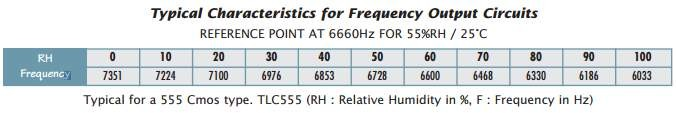 Typical Characteristics for Frequency Output Circuits
REFERENCE POINT AT 6660Hz FOR 55%RH / 25°C
RH 0 10 20 30 40 50 60 70 80 90 100
Frequency 7351 7224 7100 6976 6853 6728 6600 6468 6330 6186 6033
Typical for a 555 Cmos type. TLC555 (RH : Relative Humidity in %, F : Frequency in Hz)